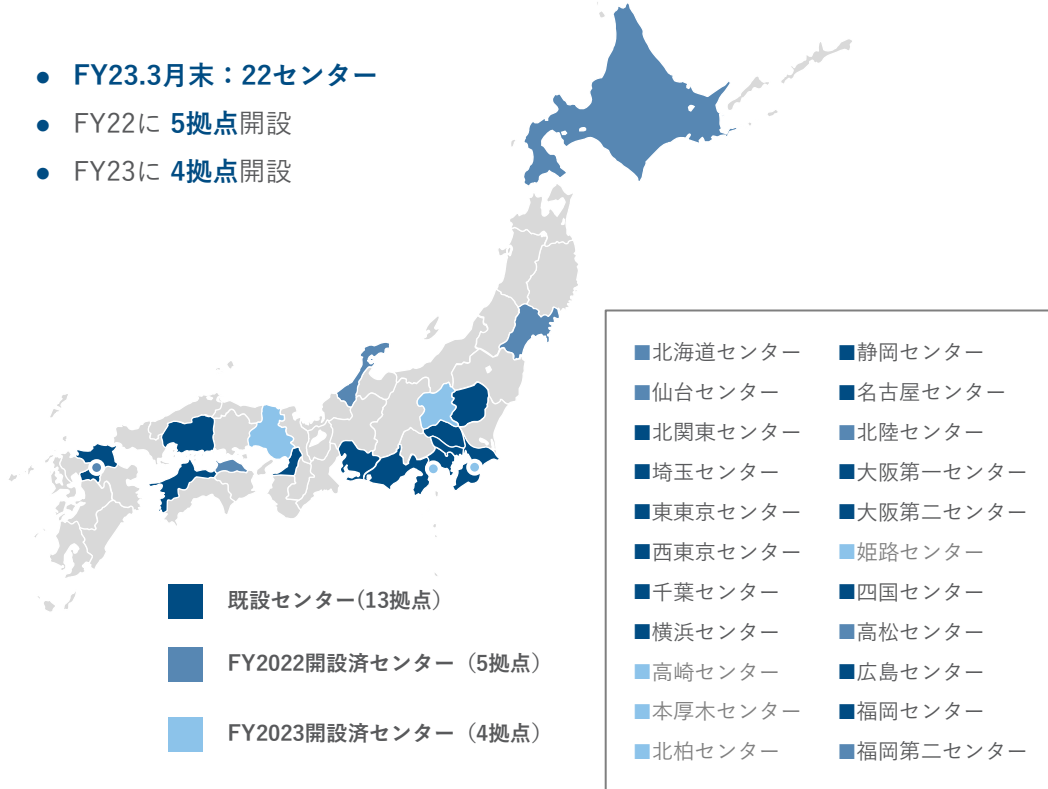 ● FY23.3月末：22センター
● FY22に 5拠点開設
● FY23に 4拠点開設
■北海道センター
■仙台センター
■北関東センター
■埼玉センター
■東東京センター
■西東京センター
■千葉センター
■横浜センター
■高崎センター
■本厚木センター
■北柏センター
■静岡センター
■名古屋センター
■北陸センター
■大阪第一センター
■大阪第二センター
■姫路センター
■四国センター
■高松センター
■広島センター
■福岡センター
■福岡第二センター
既設センター(13拠点）
FY2022開設済センター（5拠点）
FY2023開設済センター（4拠点）